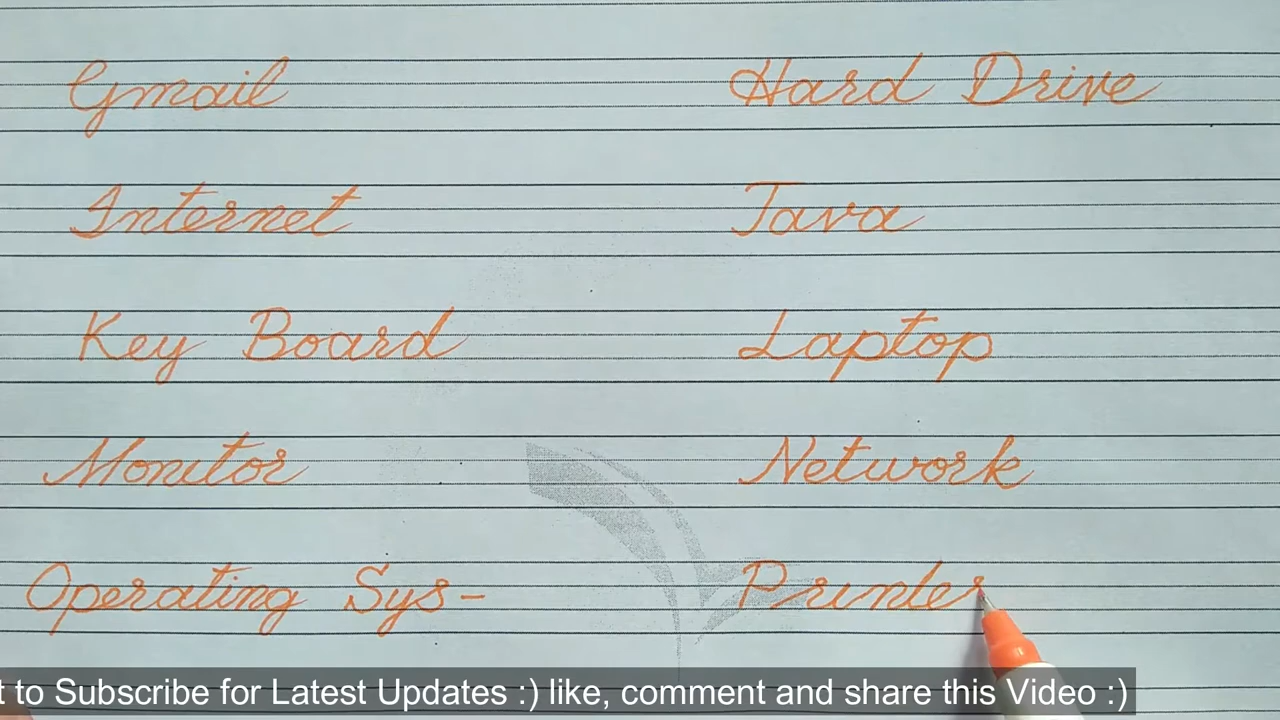 Gmail Hard Drive
Internet Java
Key Board Laptop
Monitor Network
Operating Sys- Printer
t to Subscribe for Latest Updates :) like, comment and share this Video :)